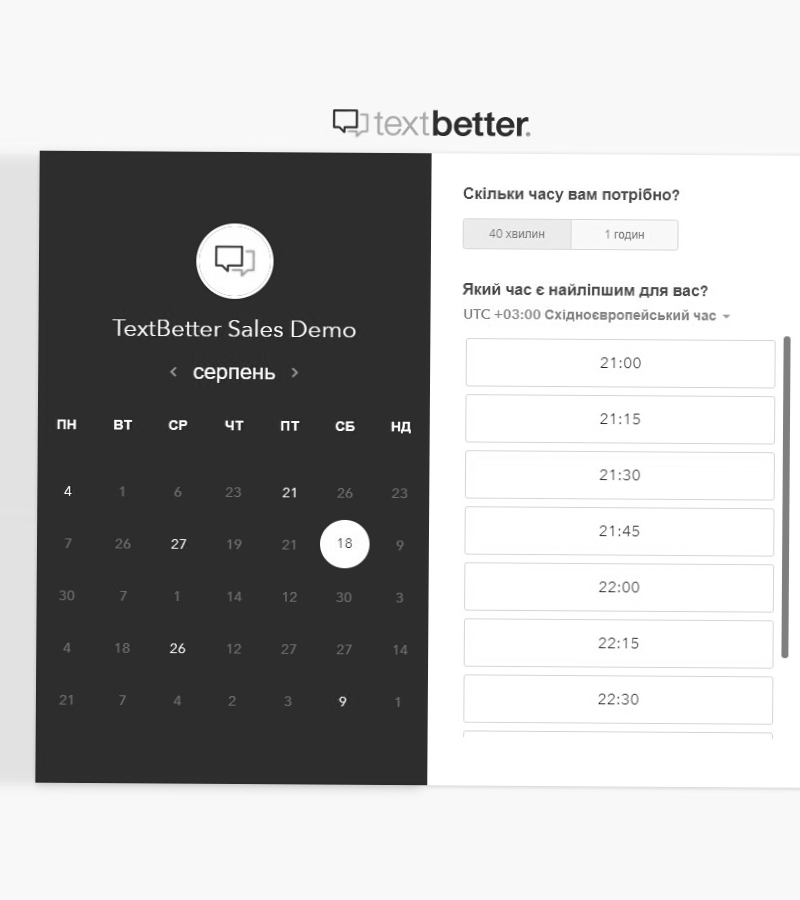 textbetter.
TextBetter Sales Demo
серпень
ПН ВТ СР ЧТ ПТ СБ НД
4 1 6 23 21 26 23
7 26 27 19 21 18 9
30 7 1 14 12 30 3
4 18 26 12 27 27 14
21 7 4 2 3 9 1
Скільки часу вам потрібно?
40 хвилин 1 годин
Який час є найліпшим для вас?
UTC +03:00 Східноєвропейський час
21:00
21:15
21:30
21:45
22:00
22:15
22:30